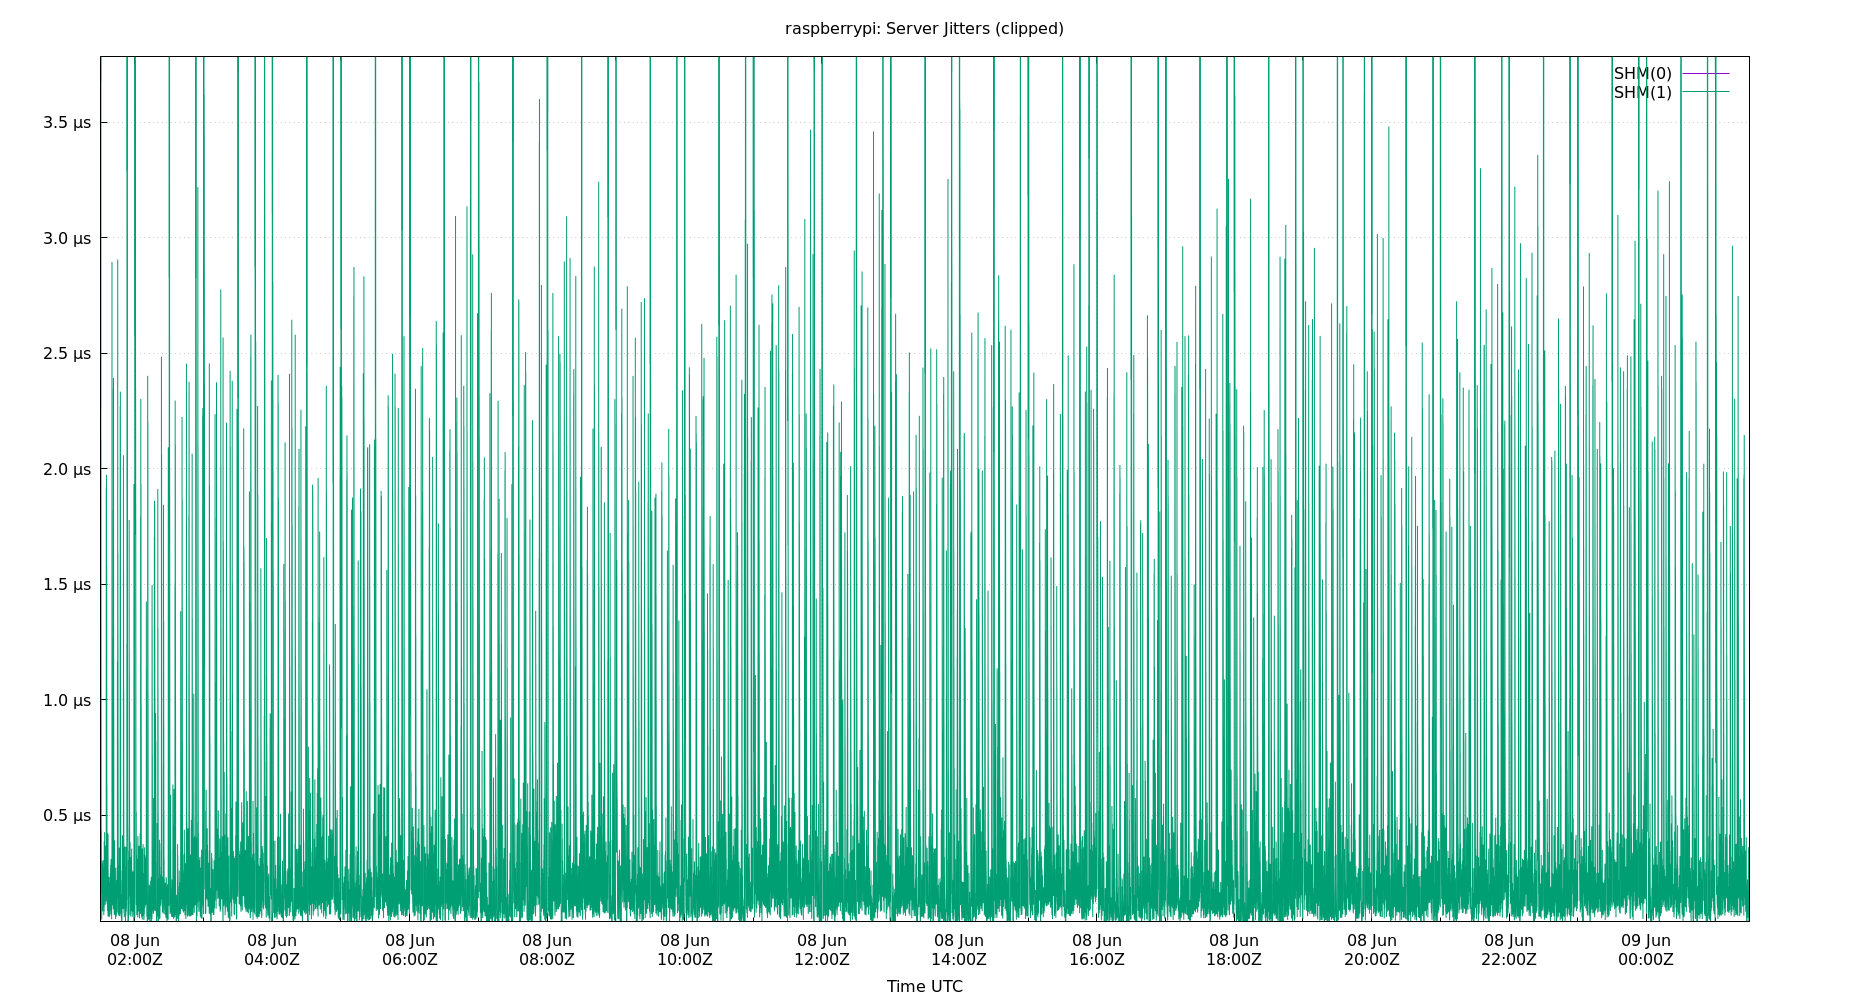 raspberrypi: Server Jitters (clipped)
SHM(0)
SHM(1)
3.5 µs
3.0 µs
2.5 µs
2.0 µs
1.5 µs
1.0 µs
0.5 µs
08 Jun 08 Jun 08 Jun 08 Jun 08 Jun 08 Jun 08 Jun 08 Jun 08 Jun 08 Jun 08 Jun 09 Jun
02:00Z 04:00Z 06:00Z 08:00Z 10:00Z 12:00Z 14:00Z 16:00Z 18:00Z 20:00Z 22:00Z 00:00Z
Time UTC